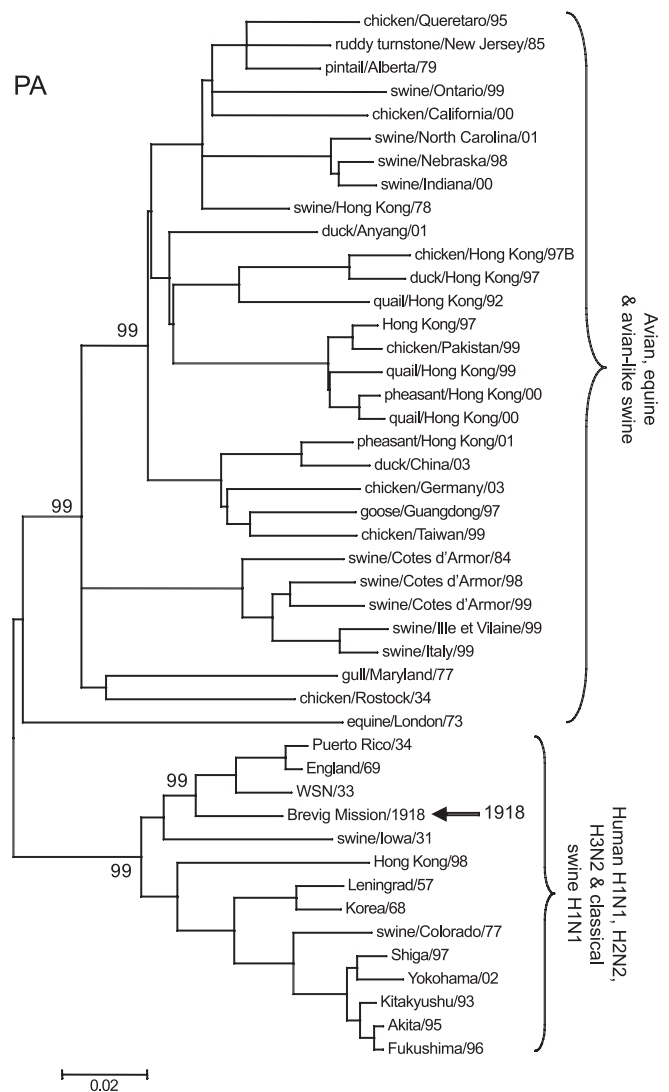 PA
chicken/Queretaro/95
ruddy turnstone/New Jersey/85
pintail/Alberta/79
swine/Ontario/99
chicken/California/00
swine/North Carolina/01
swine/Nebraska/98
swine/Indiana/00
swine/Hong Kong/78
duck/Anyang/01
chicken/Hong Kong/97B
duck/Hong Kong/97
quail/Hong Kong/92
Hong Kong/97
chicken/Pakistan/99
quail/Hong Kong/99
pheasant/Hong Kong/00
quail/Hong Kong/00
pheasant/Hong Kong/01
duck/China/03
chicken/Germany/03
goose/Guangdong/97
chicken/Taiwan/99
swine/Cotes d’Armor/84
swine/Cotes d’Armor/98
swine/Cotes d’Armor/99
swine/Ille et Vilaine/99
swine/Italy/99
gull/Maryland/77
chicken/Rostock/34
equine/London/73
Puerto Rico/34
England/69
WSN/33
Brevig Mission/1918
1918
swine/Iowa/31
Hong Kong/98
Leningrad/57
Korea/68
swine/Colorado/77
Shiga/97
Yokohama/02
Kitakyushu/93
Akita/95
Fukushima/96
99
99
99
99
Avian, equine
& avian-like swine
Human H1N1, H2N2,
H3N2 & classical
swine H1N1
0.02